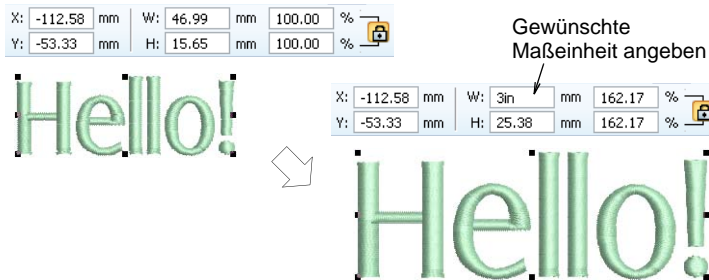 X: -112.58 mm W: 46.99 mm 100.00 %
Y: -53.33 mm H: 15.65 mm 100.00 %
Hello!
Gewünschte
Maßeinheit angeben
X: -112.58 mm W: 3in mm 162.17 %
Y: -53.33 mm H: 25.38 mm 162.17 %
Hello!